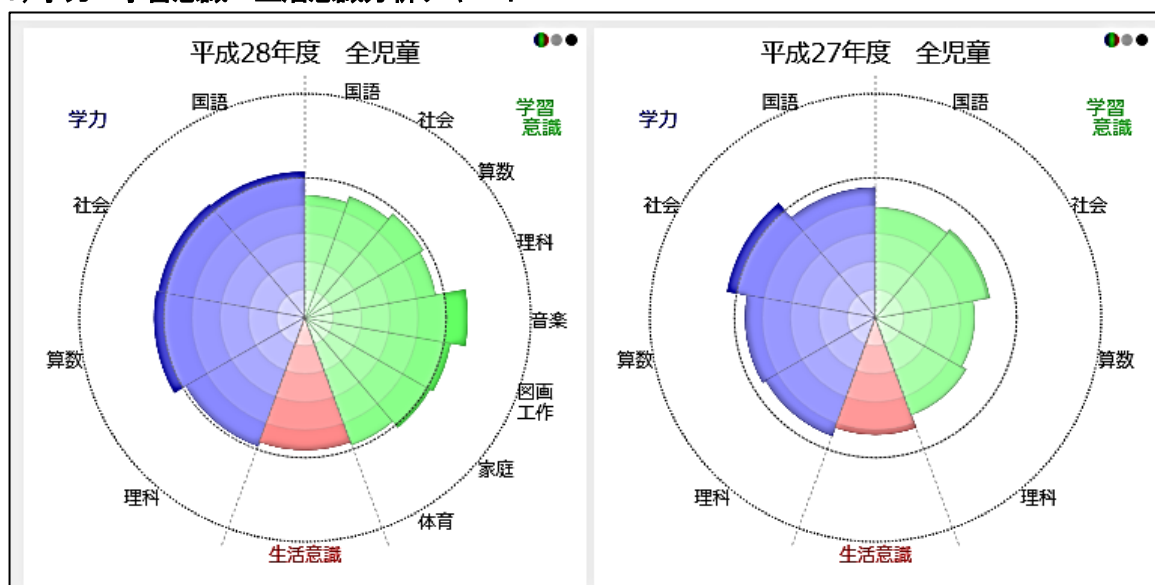 平成28年度 全児童
学力
学習
意識
国語
国語
社会
社会
算数
理科
音楽
算数
図画
工作
家庭
理科
体育
生活意識
平成27年度 全児童
学力
学習
意識
国語
国語
社会
社会
算数
算数
理科
理科
生活意識